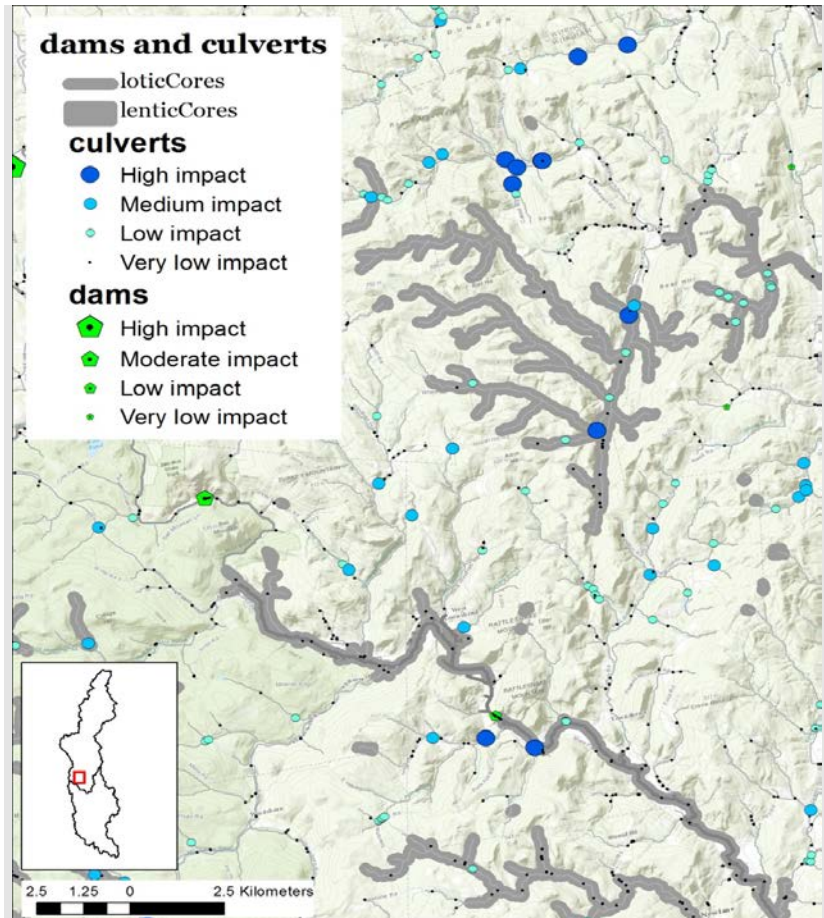 dams and culverts
loticCores
lenticCores
culverts
High impact
Medium impact
Low impact
Very low impact
dams
High impact
Moderate impact
Low impact
Very low impact
2.5 1.25 0 2.5 Kilometers